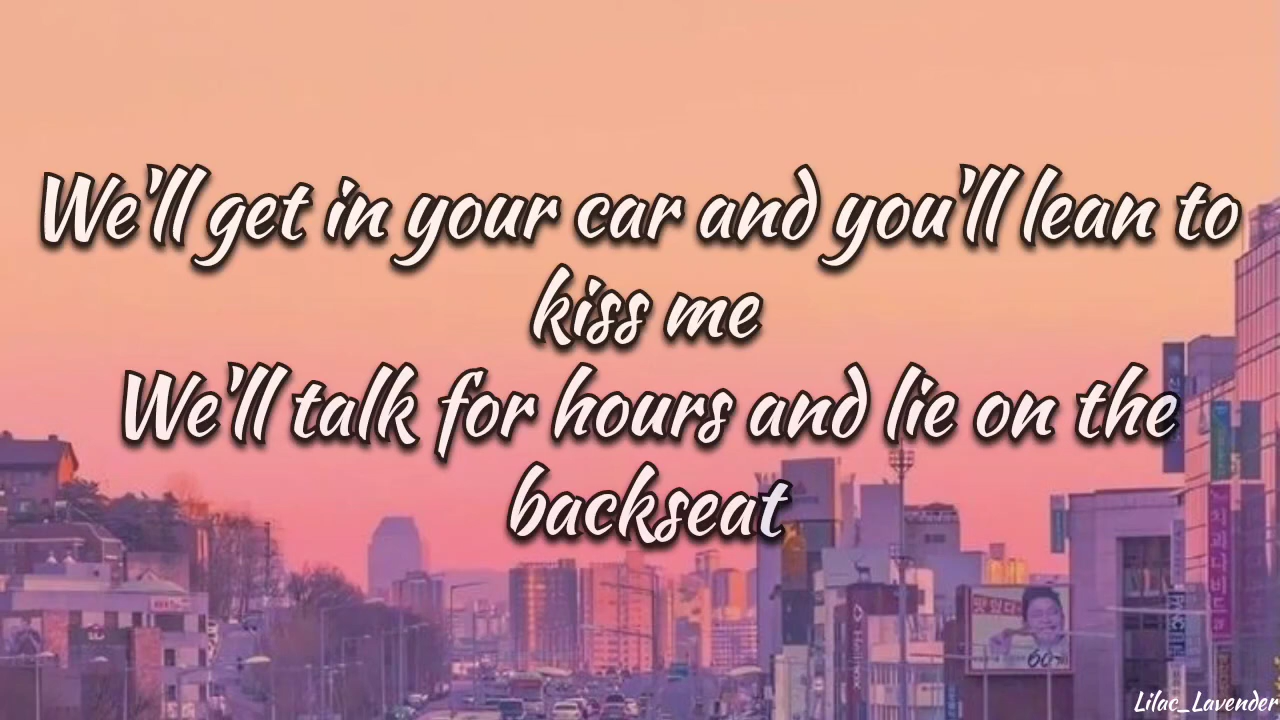 We'll get in your car and you'll lean to
kiss me
We'll talk for hours and lie on the
backseat
60
Lilac_Lavender